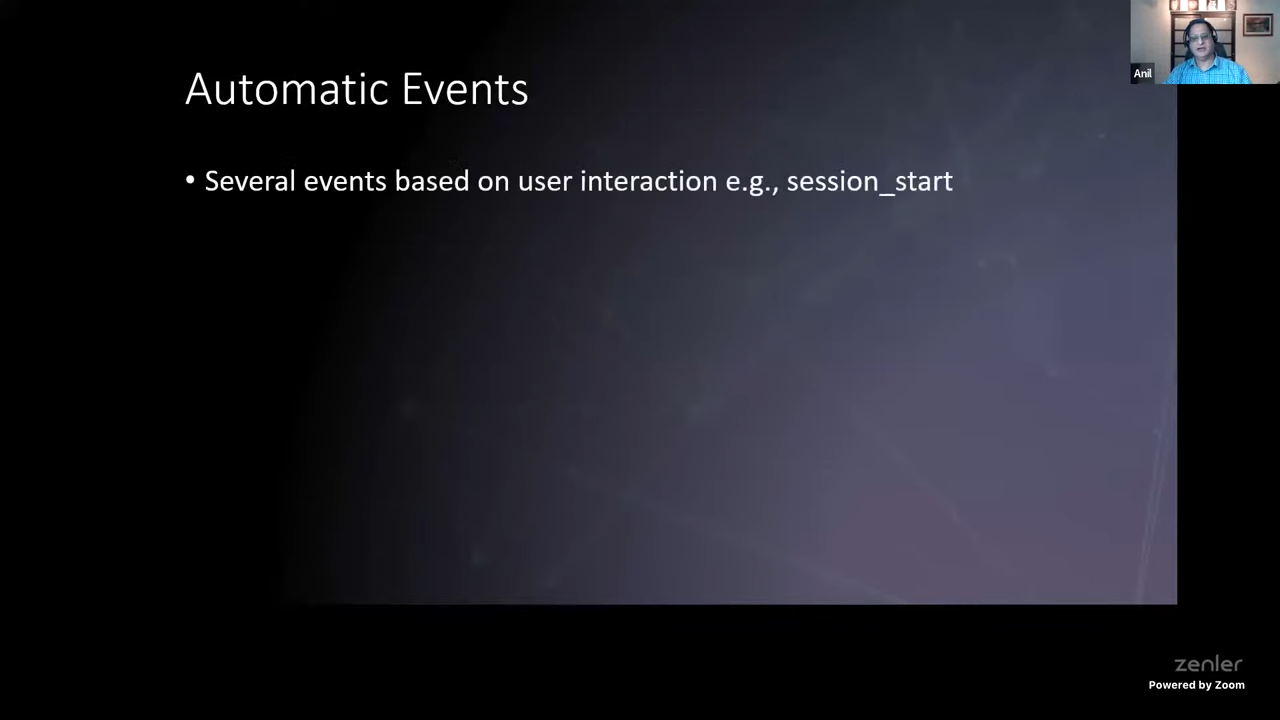 Automatic Events
• Several events based on user interaction e.g., session_start
Anil
zenler
Powered by Zoom